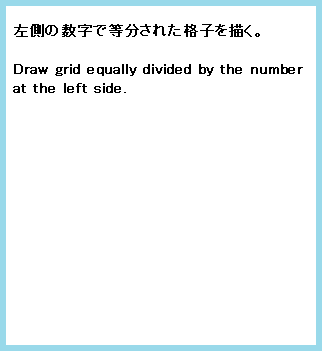 左側の数字で等分された格子を描く。
Draw grid equally divided by the number
at the left side.